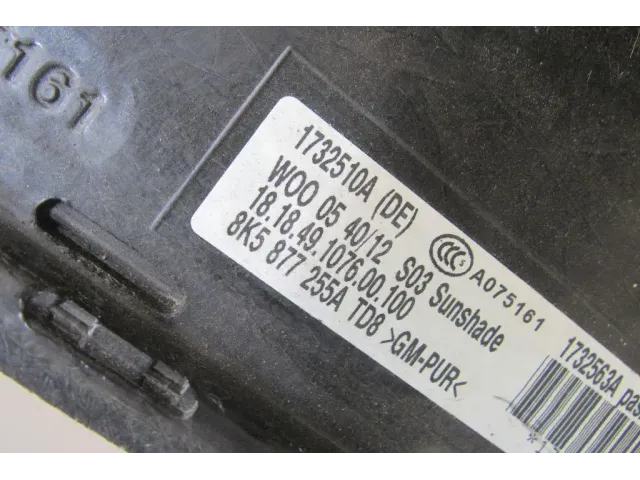 161
1732510A (DE)
WOO 05 40/12 S03 Sunshade
18.18.49.1076.00.100
8K5 877 255A TD8 >GM-PUR<
CCC S A075161
1732563A